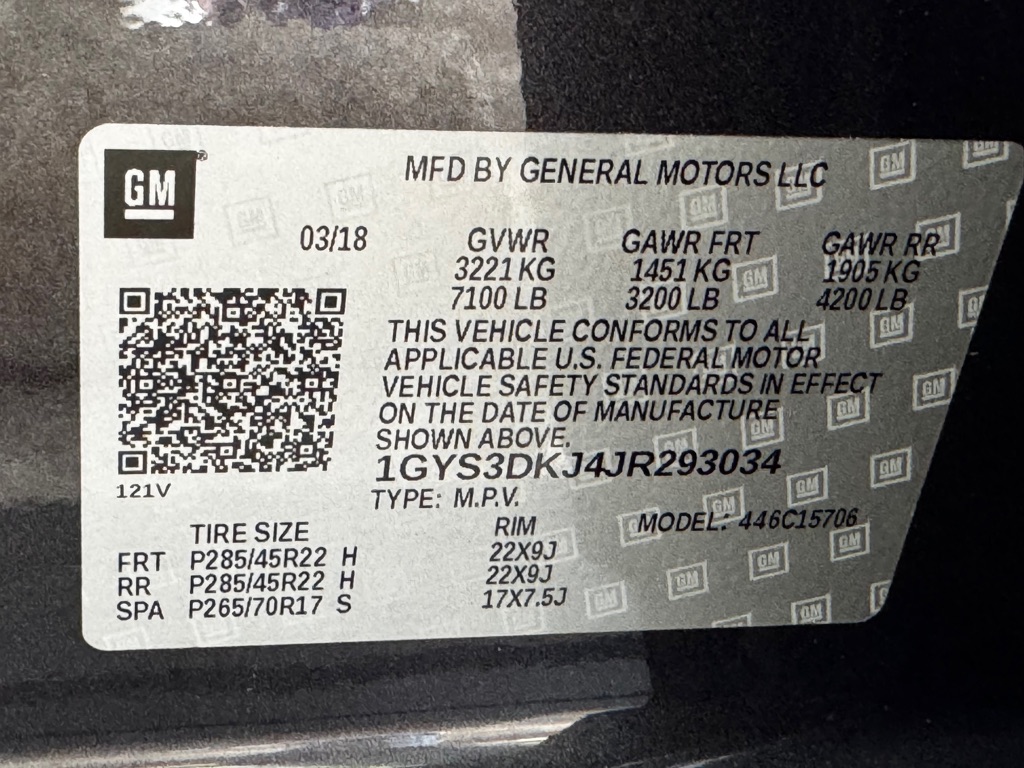 GM
MFD BY GENERAL MOTORS LLC
03/18 GVWR GAWR FRT GAWR RR
3221 KG 1451 KG 1905 KG
7100 LB 3200 LB 4200 LB
THIS VEHICLE CONFORMS TO ALL
APPLICABLE U.S. FEDERAL MOTOR
VEHICLE SAFETY STANDARDS IN EFFECT
ON THE DATE OF MANUFACTURE
SHOWN ABOVE.
1GYS3DKJ4JR293034
121V
TYPE: M.P.V.
TIRE SIZE RIM MODEL: 446C15706
FRT P285/45R22 H 22X9J
RR P285/45R22 H 22X9J
SPA P265/70R17 S 17X7.5J